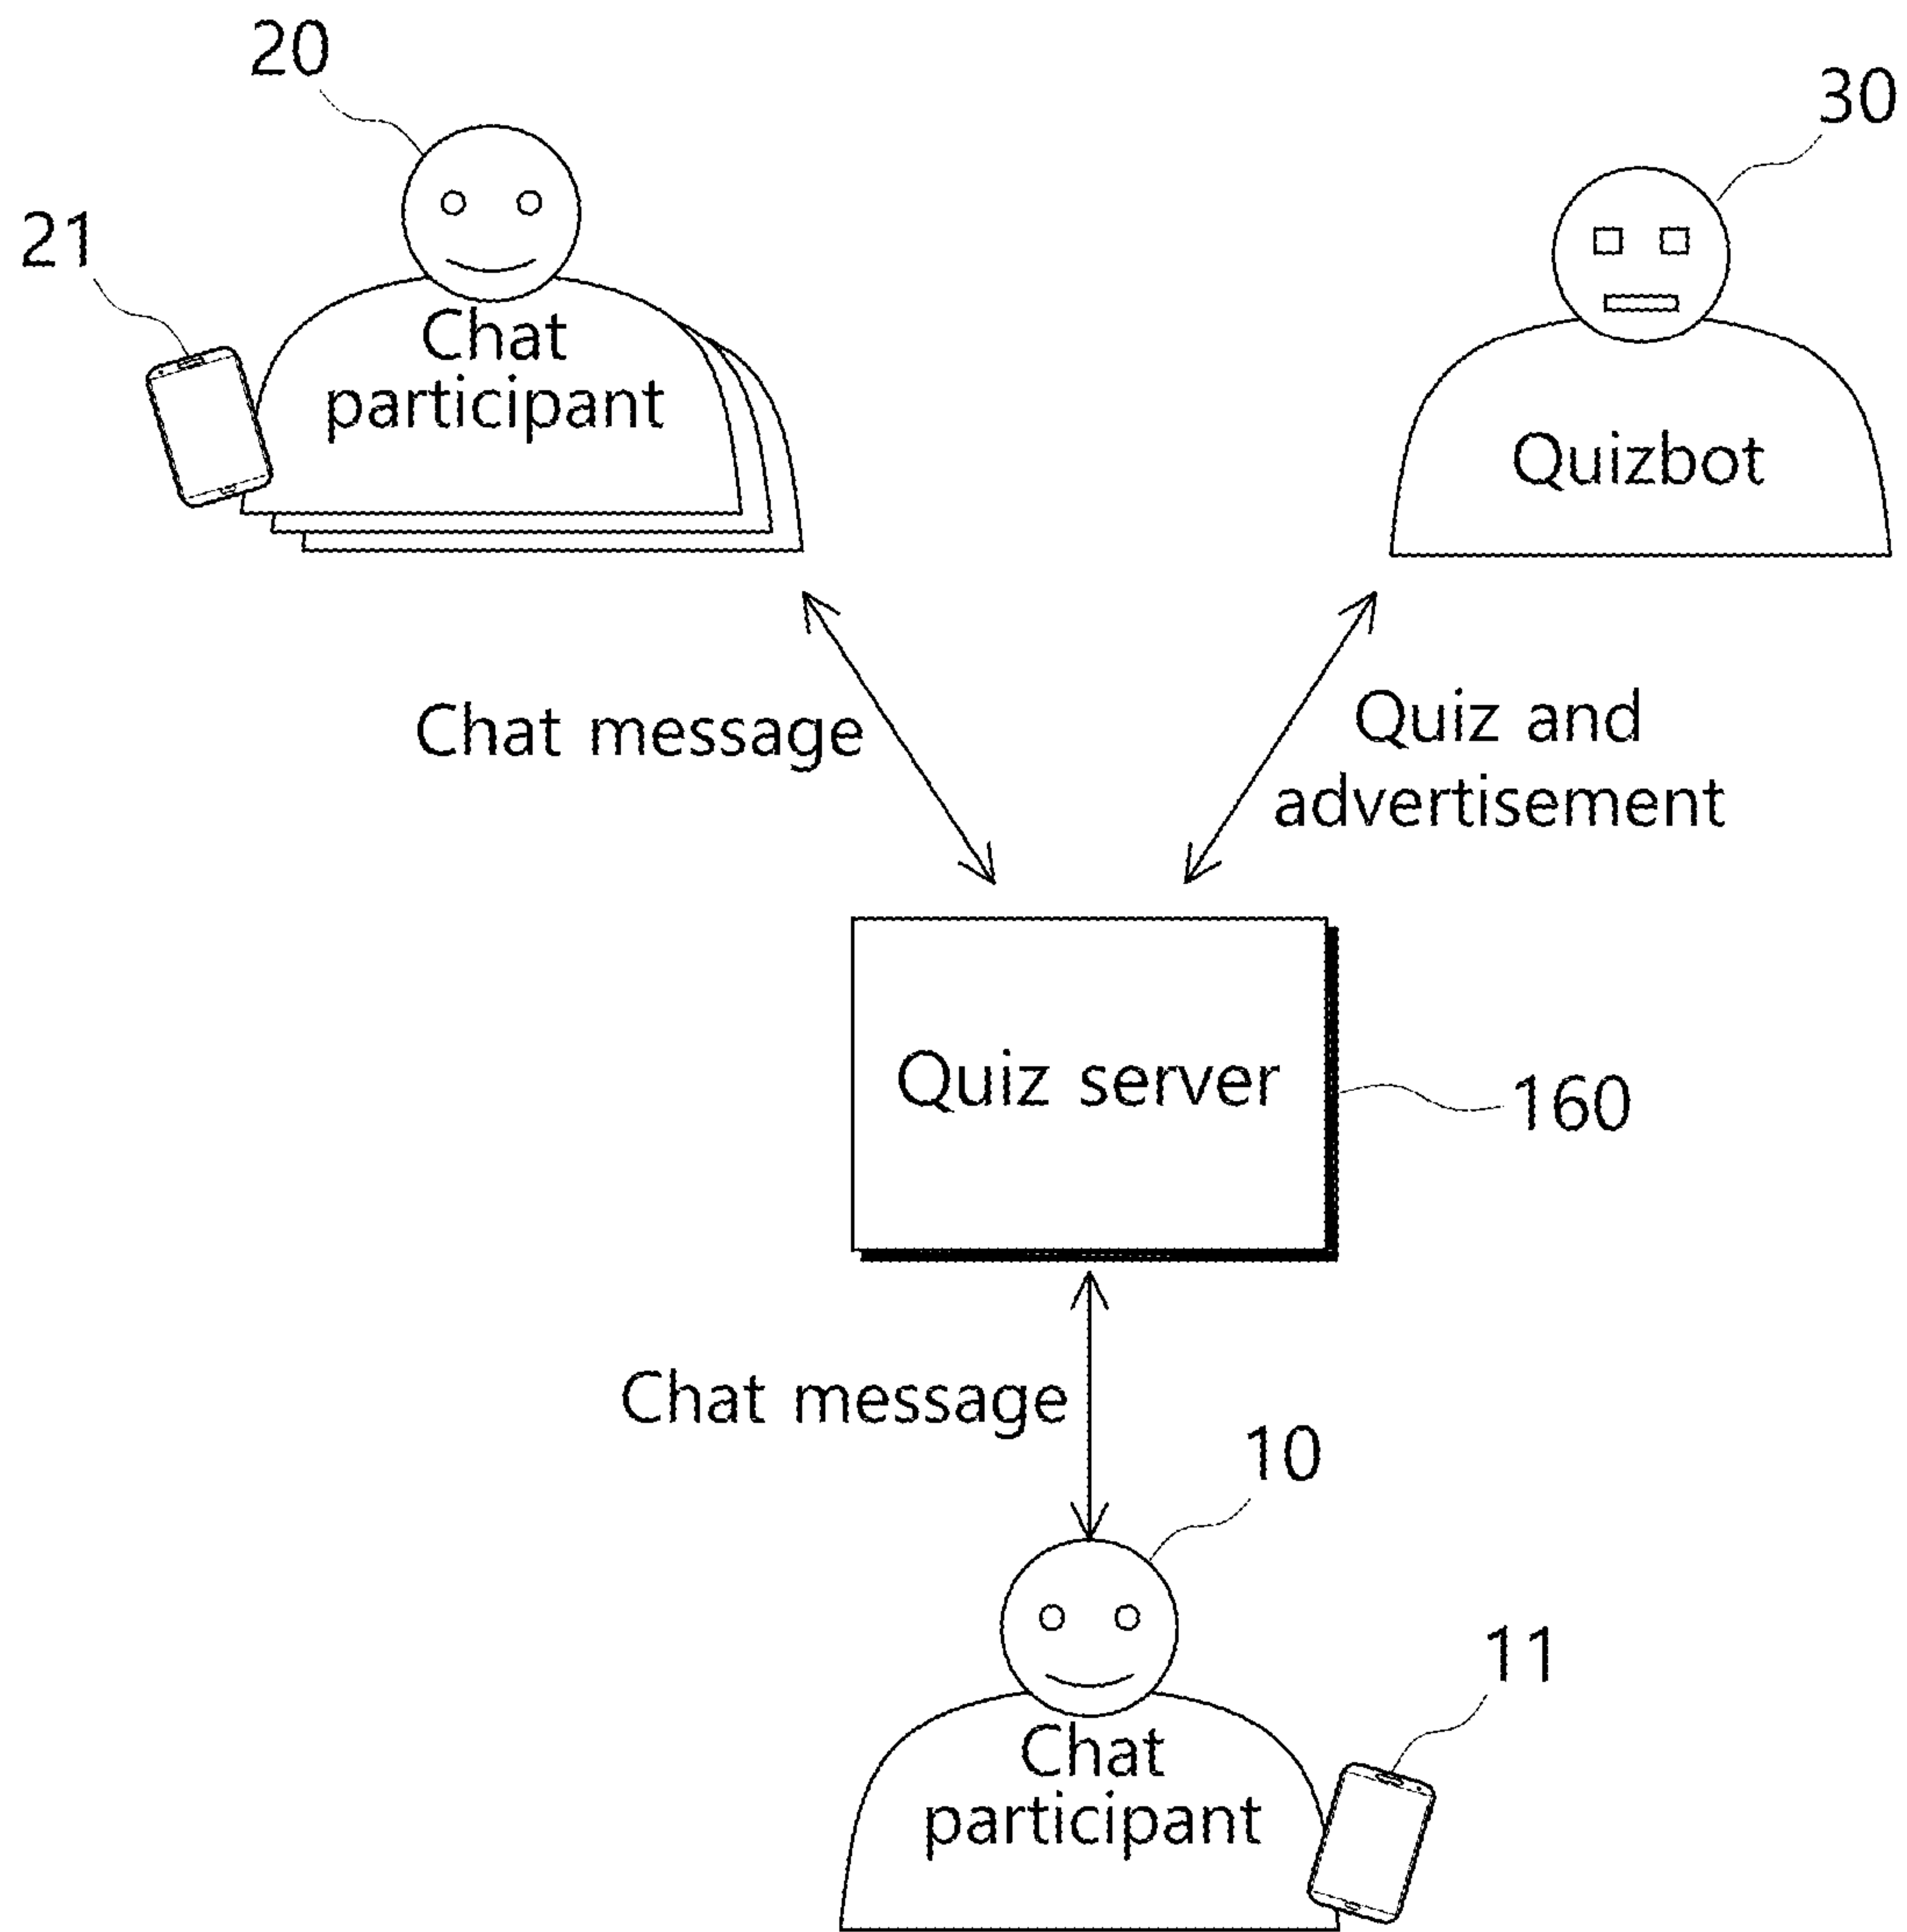 20
30
21
Chat
participant
Quizbot
Chat message
Quiz and
advertisement
Quiz server
160
Chat message
10
11
Chat
participant